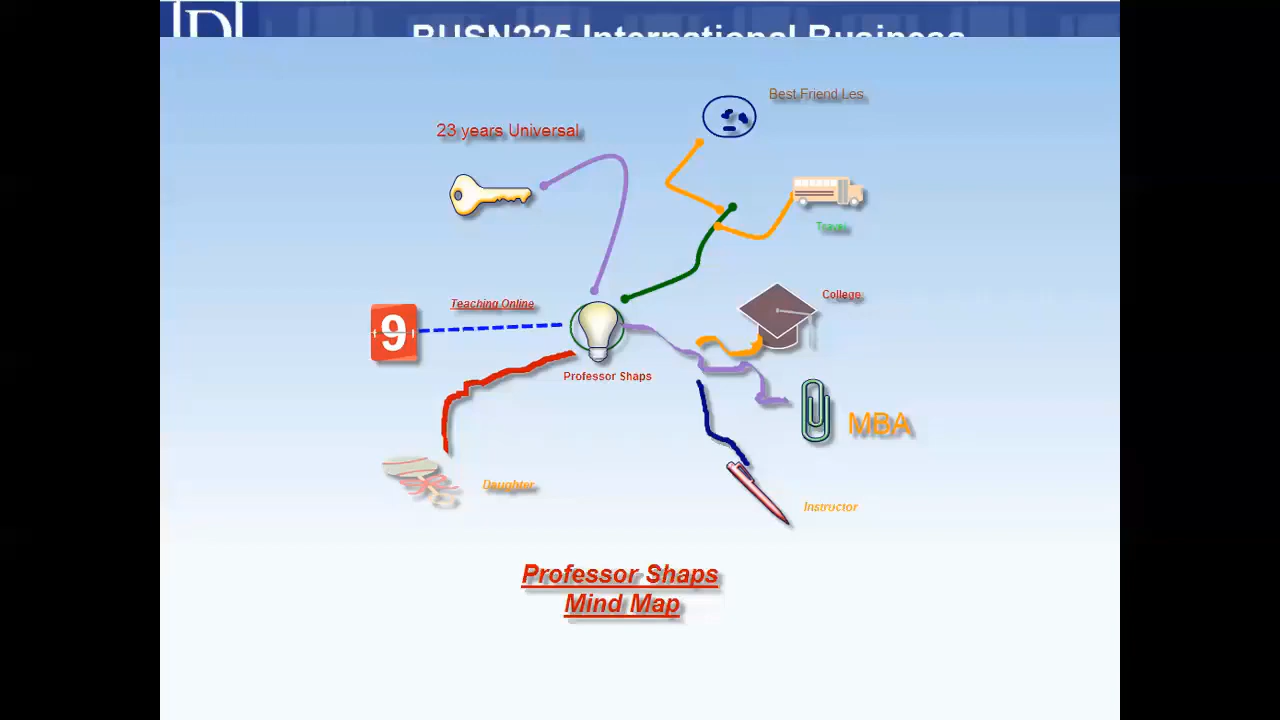 BUSN225 International Business
Best Friend Les
23 years Universal
Travel
College
Teaching Online
9
Professor Shaps
MBA
Daughter
Instructor
Professor Shaps
Mind Map